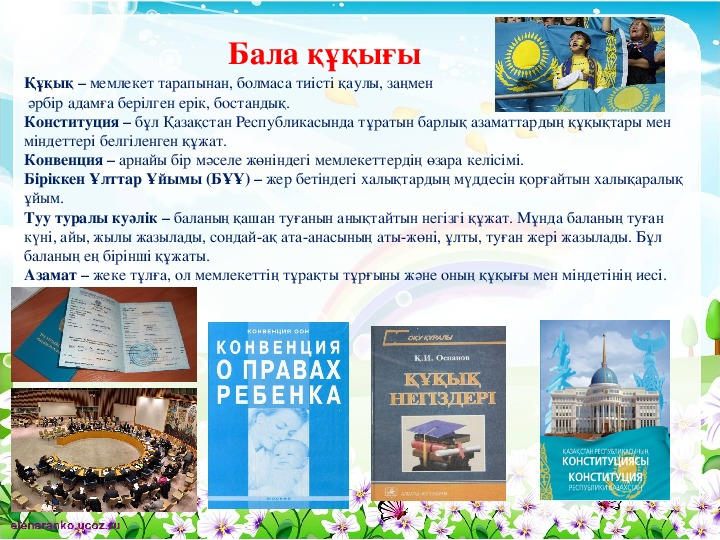 Бала құқығы
Құқық – мемлекет тарапынан, болмаса тиісті қаулы, заңмен
әрбір адамға берілген ерік, бостандық.
Конституция – бұл Қазақстан Республикасында тұратын барлық азаматтардың құқықтары мен
міндеттері белгіленген құжат.
Конвенция – арнайы бір мәселе жөніндегі мемлекеттердің өзара келісімі.
Біріккен Ұлттар Ұйымы (БҰҰ) – жер бетіндегі халықтардың мүддесін қорғайтын халықаралық
ұйым.
Туу туралы куәлік – баланың қашан туғанын анықтайтын негізгі құжат. Мұнда баланың туған
күні, айы, жылы жазылады, сондай-ақ ата-анасының аты-жөні, ұлты, туған жері жазылады. Бұл
баланың ең бірінші құжаты.
Азамат – жеке тұлға, ол мемлекеттің тұрақты тұрғыны және оның құқығы мен міндетінің иесі.
КОНВЕНЦИЯ ООН
КОНВЕНЦИЯ
О ПРАВАХ
РЕБЕНКА
ОҚУ ҚҰРАЛЫ
Қ.И. Оспанов
ҚҰҚЫҚ
НЕГІЗДЕРІ
ҚАЗАҚСТАН РЕСПУБЛИКАСЫНЫҢ
КОНСТИТУЦИЯСЫ
КОНСТИТУЦИЯ
РЕСПУБЛИКИ КАЗАХСТАН
elenaranko.ucoz.ru